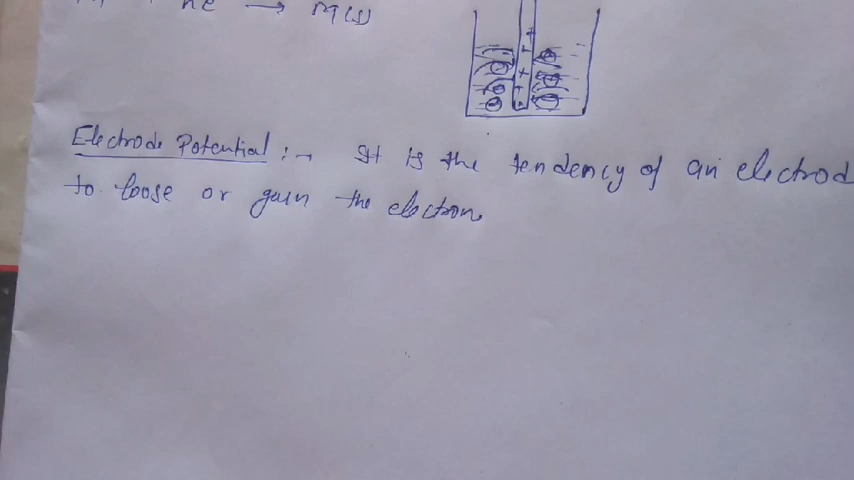 ne → M(s)
Electrode Potential :→ It is the tendency of an electrod
to loose or gain the electron